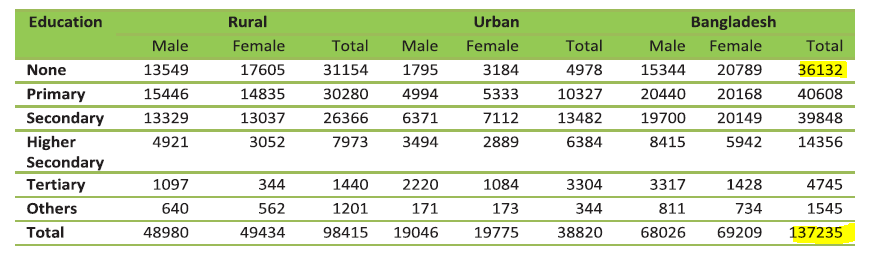 Education Rural Urban Bangladesh
Male Female Total Male Female Total Male Female Total
None 13549 17605 31154 1795 3184 4978 15344 20789 36132
Primary 15446 14835 30280 4994 5333 10327 20440 20168 40608
Secondary 13329 13037 26366 6371 7112 13482 19700 20149 39848
Higher 4921 3052 7973 3494 2889 6384 8415 5942 14356
Secondary
Tertiary 1097 344 1440 2220 1084 3304 3317 1428 4745
Others 640 562 1201 171 173 344 811 734 1545
Total 48980 49434 98415 19046 19775 38820 68026 69209 137235